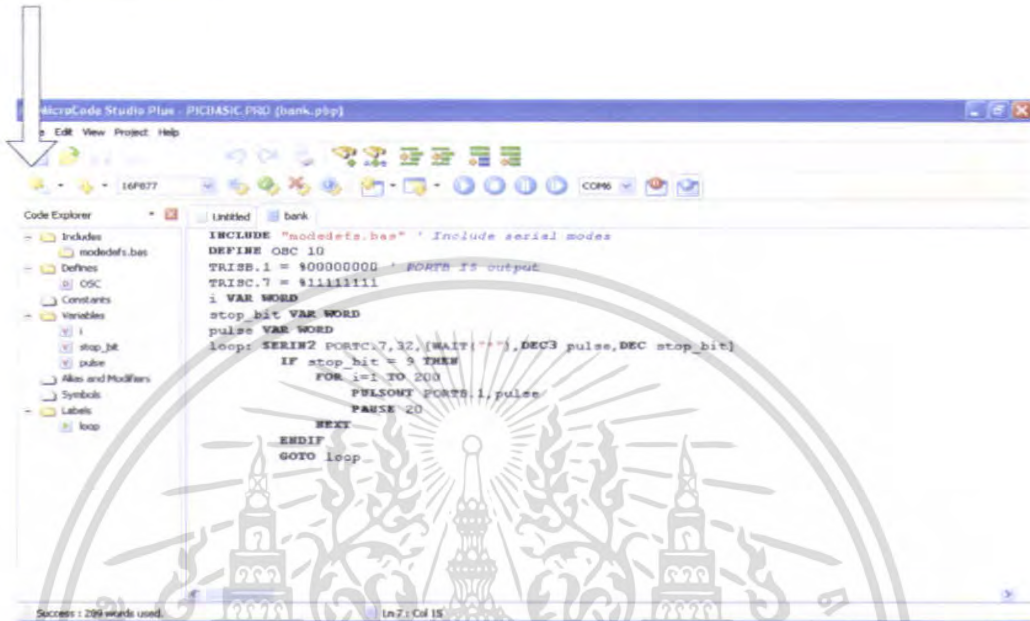 MicroCode Studio Plus - PICBASIC PRO (bank.pbp)
Edit View Project Help
16F877
COM6
Code Explorer
Includes
modedefs.bas
Defines
OSC
Constants
Variables
i
stop_bit
pulse
Alias and Modifiers
Symbols
Labels
loop
Untitled bank
INCLUDE "modedefs.bas" ' Include serial modes
DEFINE OSC 10
TRISB.1 = %00000000 ' PORTB IS output
TRISC.7 = %11111111
i VAR WORD
stop_bit VAR WORD
pulse VAR WORD
loop: SERIN2 PORTC.7,32,[WAIT("*"),DEC3 pulse,DEC stop_bit]
IF stop_bit = 9 THEN
FOR i=1 TO 200
PULSOUT PORTB.1,pulse
PAUSE 20
NEXT
ENDIF
GOTO loop
Success : 299 words used.
Ln 7 : Col 15